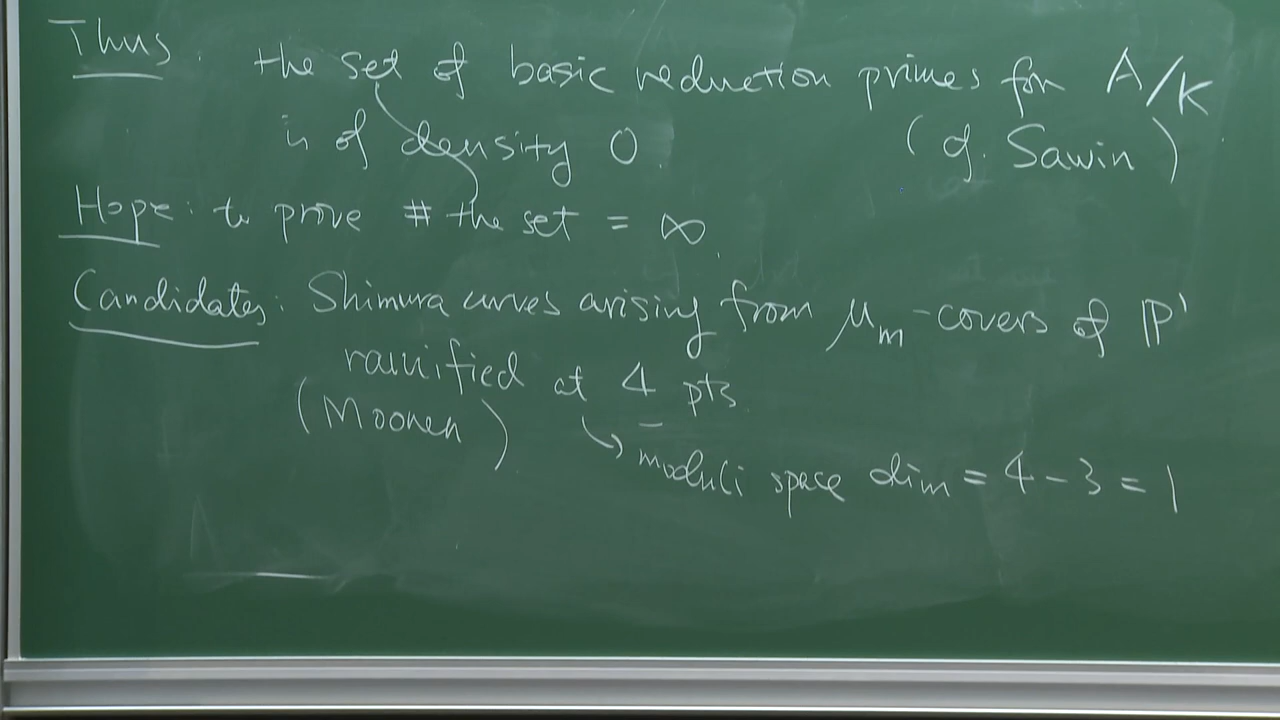 Thus: the set of basic reduction primes for A/K
is of density 0. (cf. Sawin)
Hope: to prove # the set = ∞.
Candidates: Shimura curves arising from μ_m-covers of ℙ¹
ramified at 4 pts
(Moonen)
↪ moduli space dim = 4 - 3 = 1